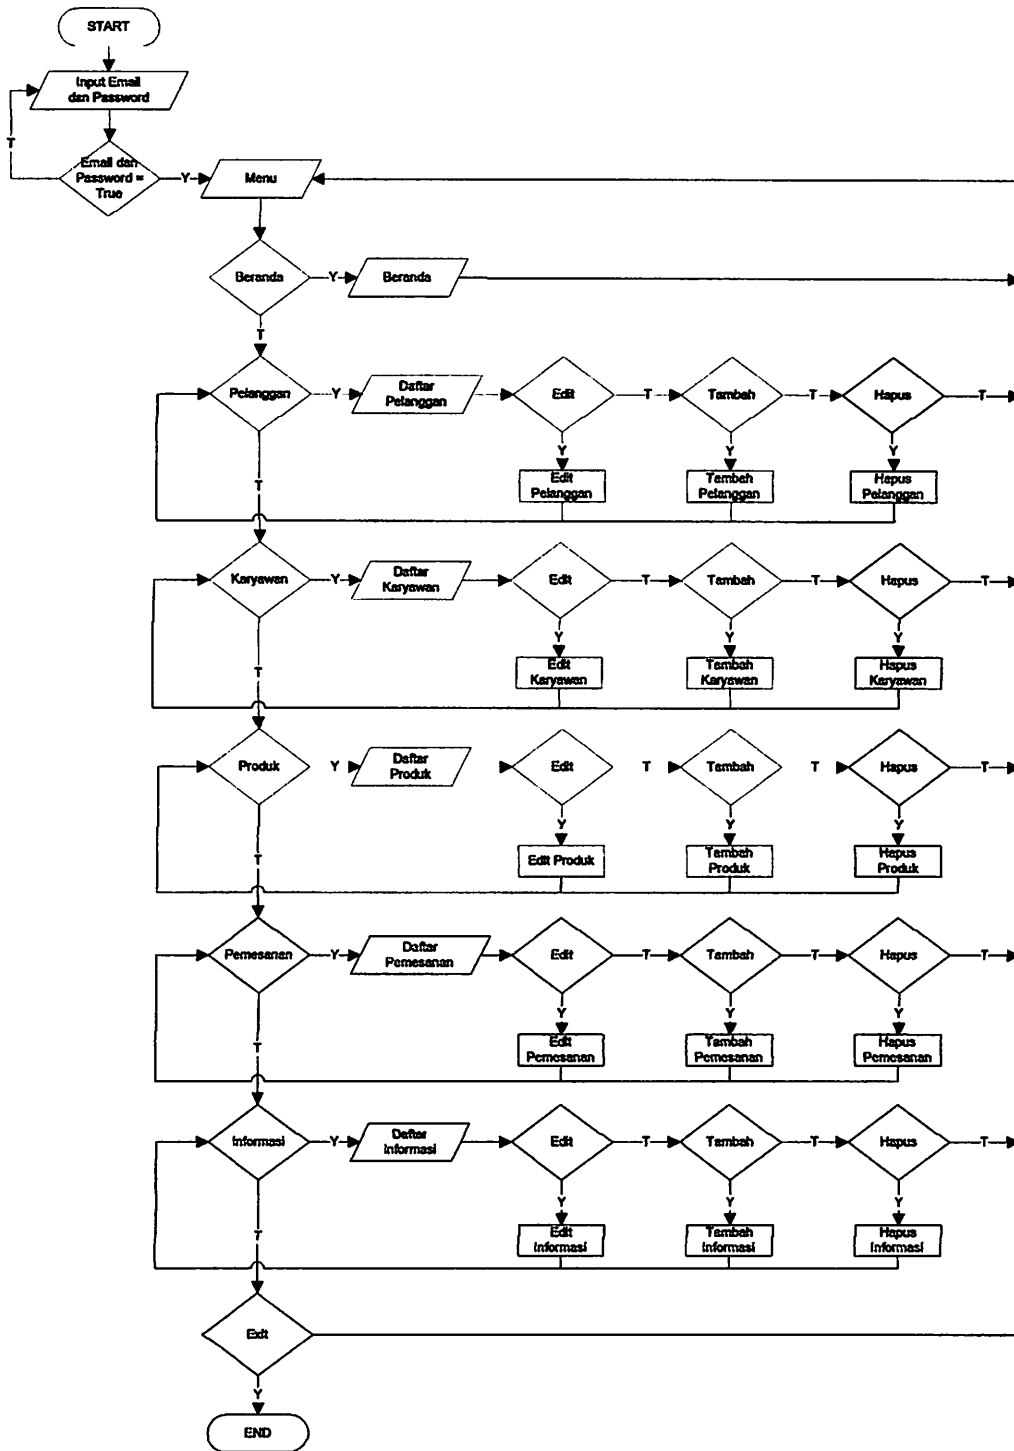 START
Input Email
dan Password
T
Email dan
Password =
True
Y
Menu
Beranda
Y
Beranda
T
Pelanggan
Y
Daftar
Pelanggan
Edit
T
Tambah
T
Hapus
T
Y
Y
Y
Edit
Pelanggan
Tambah
Pelanggan
Hapus
Pelanggan
T
Karyawan
Y
Daftar
Karyawan
Edit
T
Tambah
T
Hapus
T
Y
Y
Y
Edit
Karyawan
Tambah
Karyawan
Hapus
Karyawan
T
Produk
Y
Daftar
Produk
Edit
T
Tambah
T
Hapus
T
Y
Y
Y
Edit Produk
Tambah
Produk
Hapus
Produk
T
Pemesanan
Y
Daftar
Pemesanan
Edit
T
Tambah
T
Hapus
T
Y
Y
Y
Edit
Pemesanan
Tambah
Pemesanan
Hapus
Pemesanan
T
Informasi
Y
Daftar
Informasi
Edit
T
Tambah
T
Hapus
T
Y
Y
Y
Edit
Informasi
Tambah
Informasi
Hapus
Informasi
T
Exit
Y
END